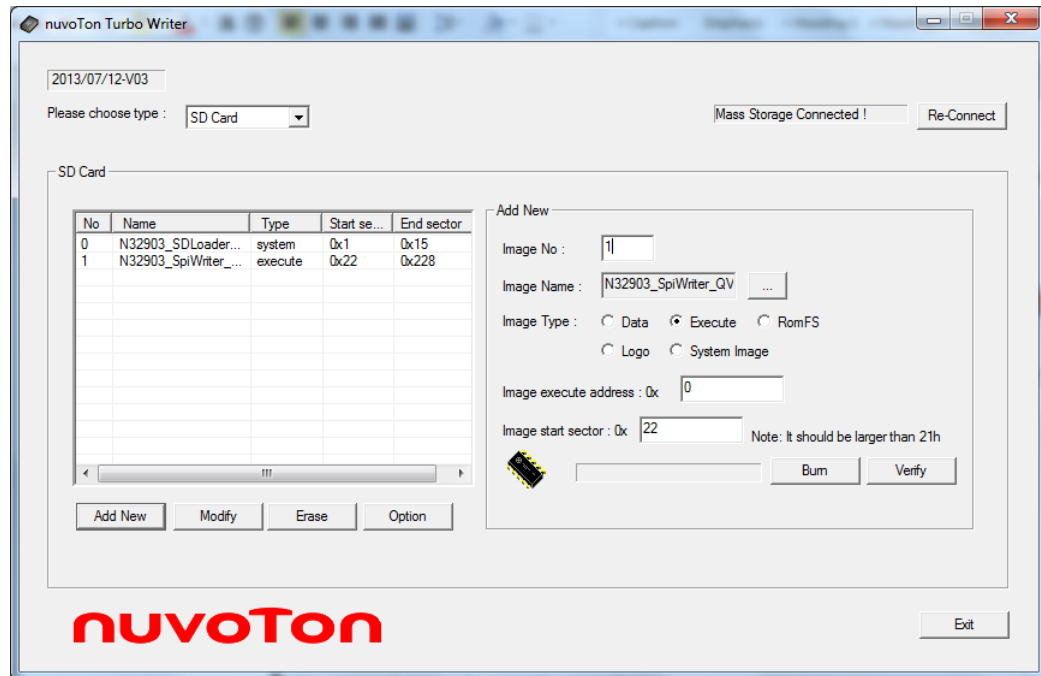 nuvoTon Turbo Writer
2013/07/12-V03
Please choose type : SD Card
Mass Storage Connected ! Re-Connect
SD Card
No Name Type Start se... End sector
0 N32903_SDLoader... system 0x1 0x15
1 N32903_SpiWriter_... execute 0x22 0x228
Add New Modify Erase Option
Add New
Image No : 1
Image Name : N32903_SpiWriter_QV ...
Image Type : Data Execute RomFS
Logo System Image
Image execute address : 0x 0
Image start sector : 0x 22 Note: It should be larger than 21h
Burn Verify
nuvoTon
Exit